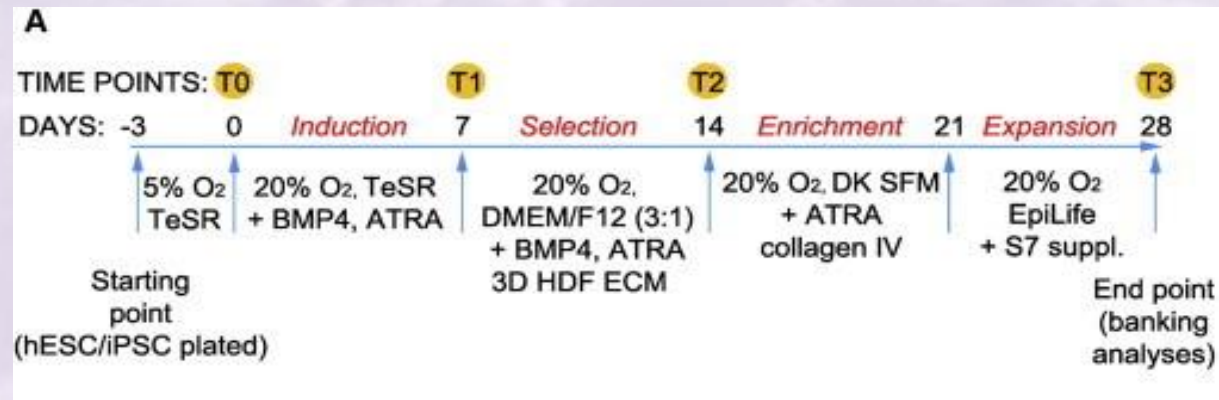 A
TIME POINTS: T0 T1 T2 T3
DAYS: -3 0 Induction 7 Selection 14 Enrichment 21 Expansion 28
5% O2
TeSR
20% O2, TeSR
+ BMP4, ATRA
20% O2,
DMEM/F12 (3:1)
+ BMP4, ATRA
3D HDF ECM
20% O2, DK SFM
+ ATRA
collagen IV
20% O2
EpiLife
+ S7 suppl.
Starting
point
(hESC/iPSC plated)
End point
(banking
analyses)